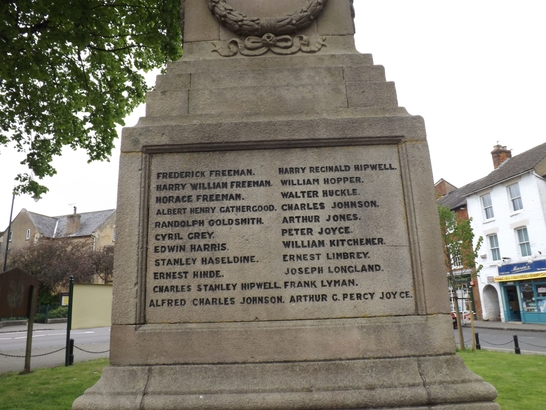 FREDERICK FREEMAN.
HARRY WILLIAM FREEMAN.
HORACE FREEMAN.
ALBERT HENRY GATHERGOOD.
RANDOLPH GOLDSMITH.
CYRIL GREY.
EDWIN HARRIS.
STANLEY HASELDINE.
ERNEST HINDE.
CHARLES STANLEY HIPWELL.
ALFRED CHARLES JOHNSON.
HARRY REGINALD HIPWELL.
WILLIAM HOPPER.
WALTER HUCKLE.
CHARLES JOHNSON.
ARTHUR JONES.
PETER JOYCE.
WILLIAM KITCHENER.
ERNEST LIMBREY.
JOSEPH LONGLAND.
FRANK LYMAN.
ARTHUR G. PERCY JOYCE.